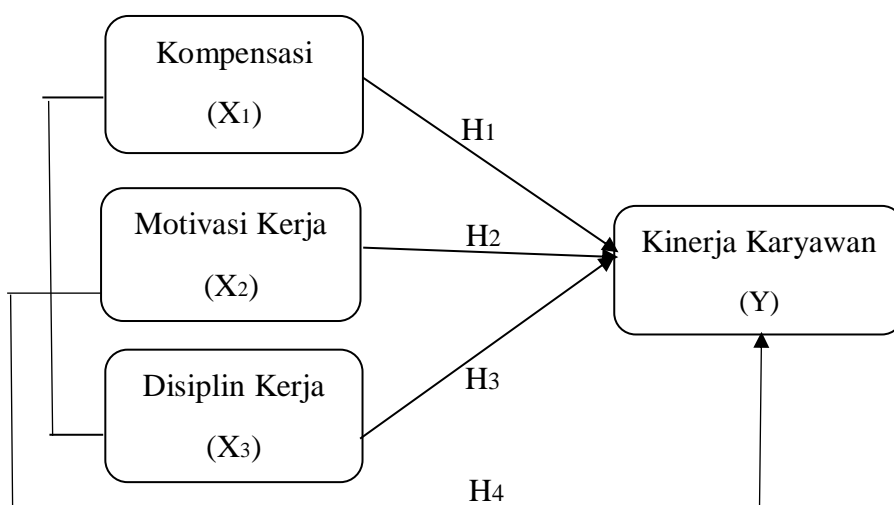 Kompensasi
(X1)
H1
Motivasi Kerja
(X2)
H2
Kinerja Karyawan
(Y)
Disiplin Kerja
(X3)
H3
H4